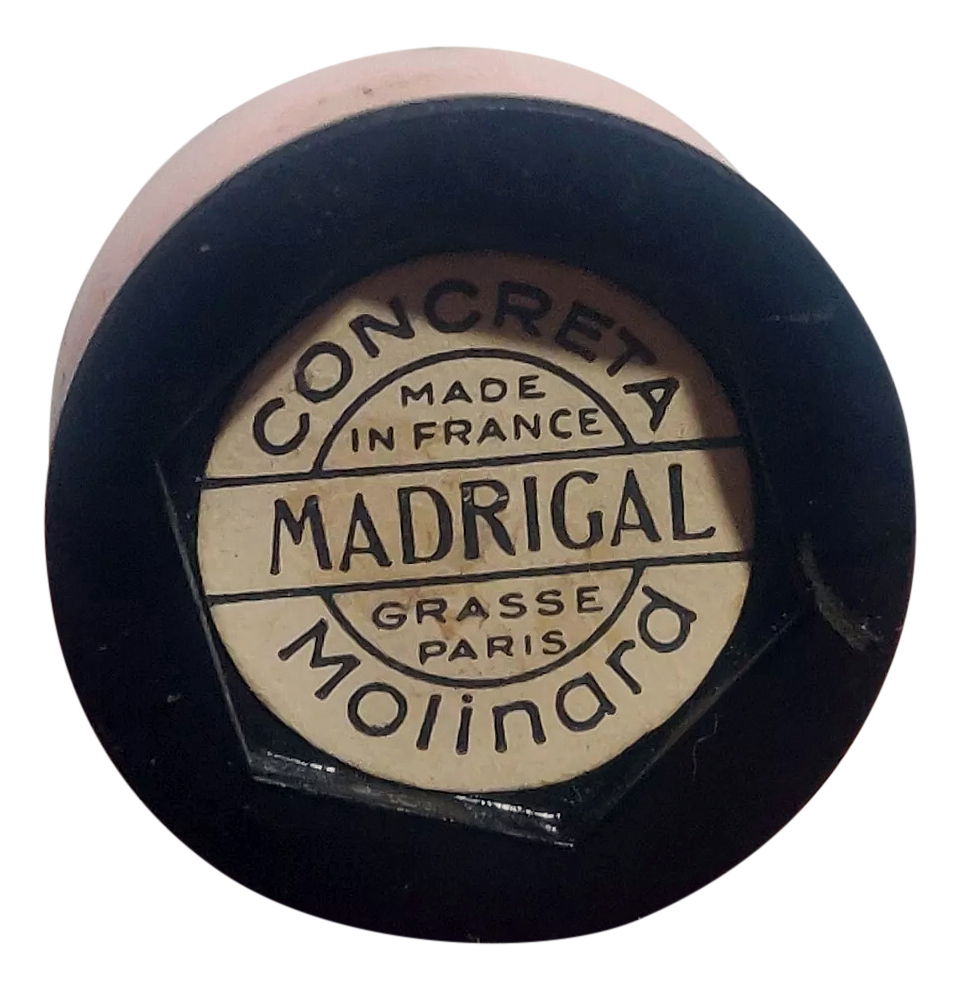 CONCRETA
MADE
IN FRANCE
MADRIGAL
GRASSE
PARIS
Molinard